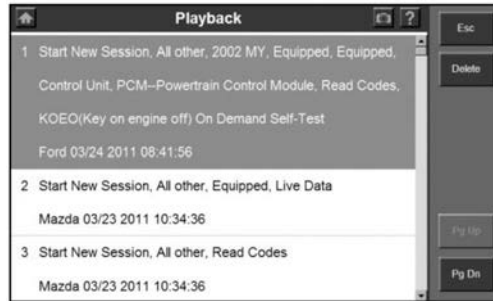 Playback
?
Esc
Delete
1 Start New Session, All other, 2002 MY, Equipped, Equipped,
Control Unit, PCM--Powertrain Control Module, Read Codes,
KOEO(Key on engine off) On Demand Self-Test
Ford 03/24 2011 08:41:56
2 Start New Session, All other, Equipped, Live Data
Mazda 03/23 2011 10:34:36
3 Start New Session, All other, Read Codes
Mazda 03/23 2011 10:34:36
Pg Up
Pg Dn